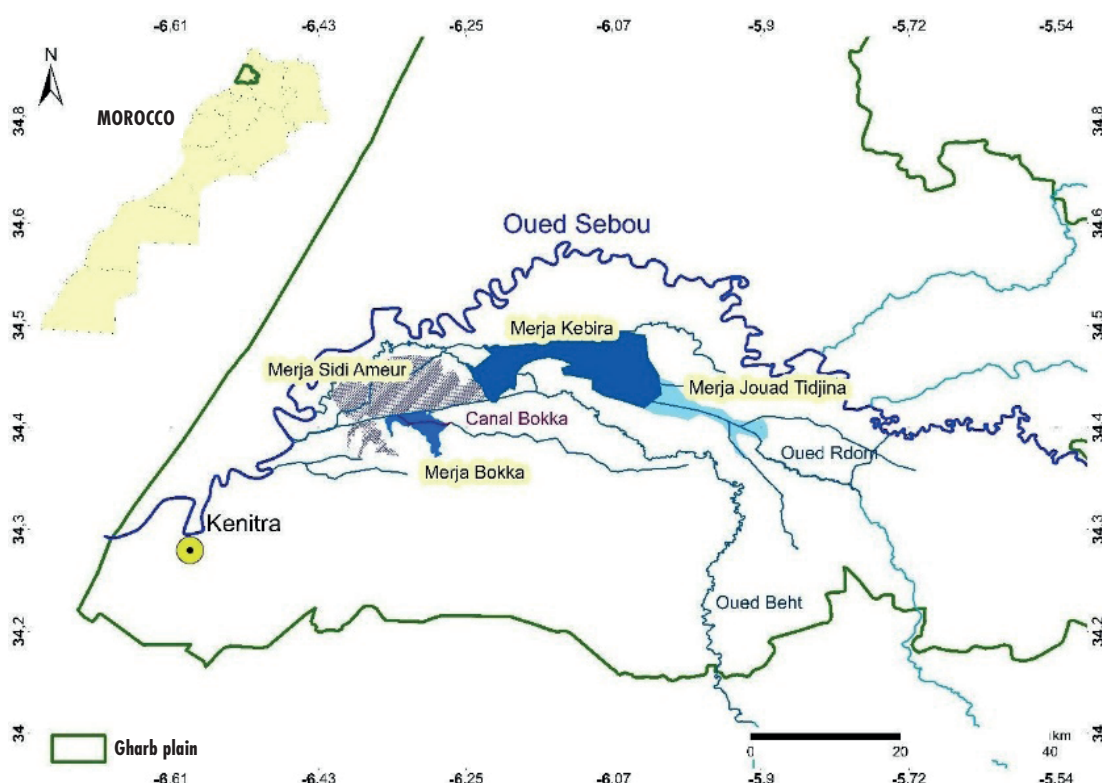 -6,61 -6,43 -6,25 -6,07 -5,9 -5,72 -5,54
N
MOROCCO
34,8 34,8
34,6 34,6
Oued Sebou
34,5 34,5
Merja Kebira
Merja Sidi Ameur
Merja Jouad Tidjina
34,4 34,4
Canal Bokka
Oued Rdom
Merja Bokka
Kenitra
34,3 34,3
Oued Beht
34,2 34,2
34 34
Gharb plain
km
0 20 40
-6,61 -6,43 -6,25 -6,07 -5,9 -5,72 -5,54